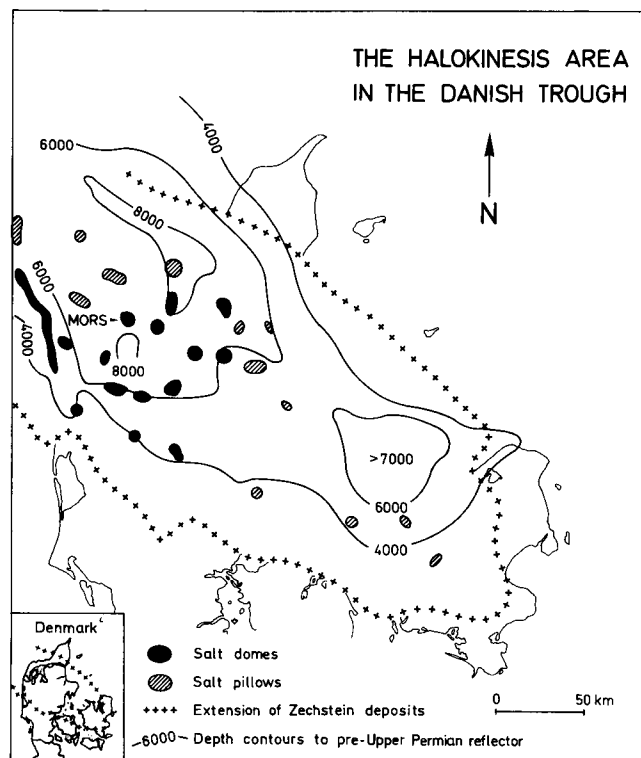 THE HALOKINESIS AREA
IN THE DANISH TROUGH
4000
6000
N
8000
6000
MORS
4000
8000
>7000
6000
4000
Denmark
Salt domes
Salt pillows
++++++ Extension of Zechstein deposits
-6000- Depth contours to pre-Upper Permian reflector
0 50 km